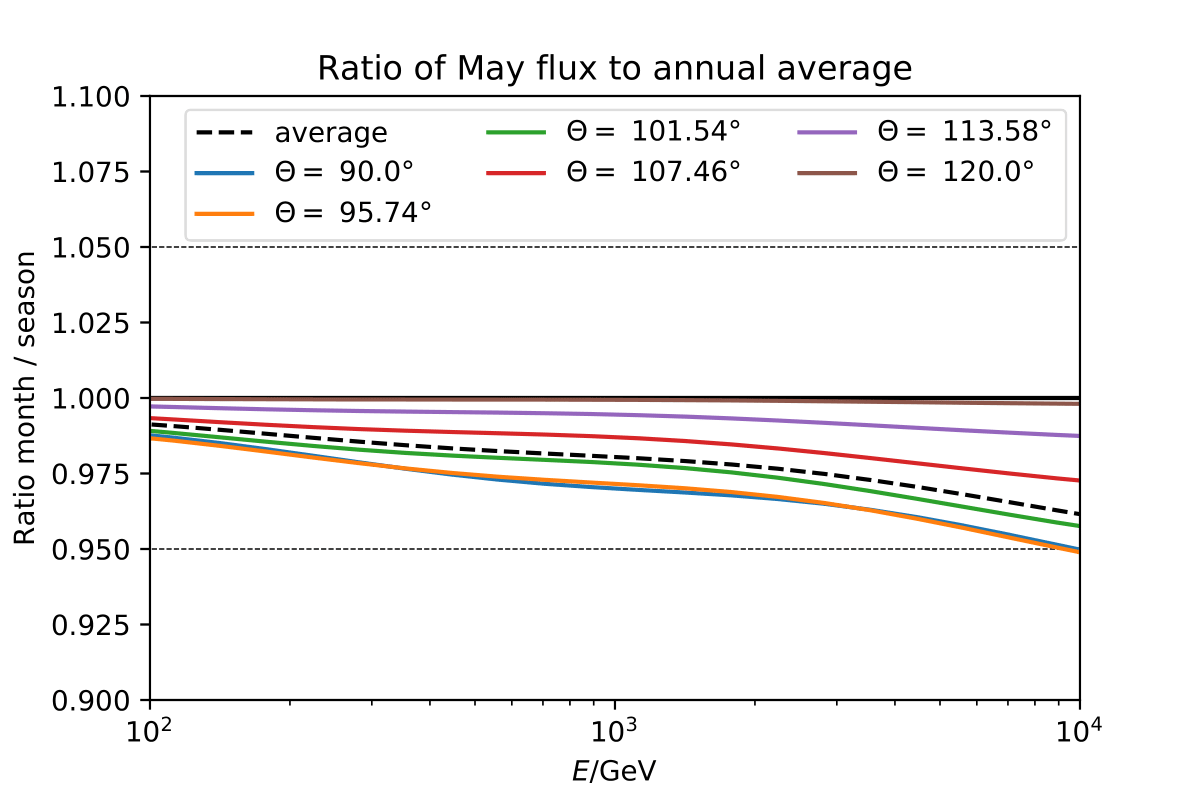 Ratio of May flux to annual average
1.100
1.075
1.050
1.025
1.000
0.975
0.950
0.925
0.900
Ratio month / season
average
Θ = 90.0°
Θ = 95.74°
Θ = 101.54°
Θ = 107.46°
Θ = 113.58°
Θ = 120.0°
10²
10³
10⁴
E/GeV